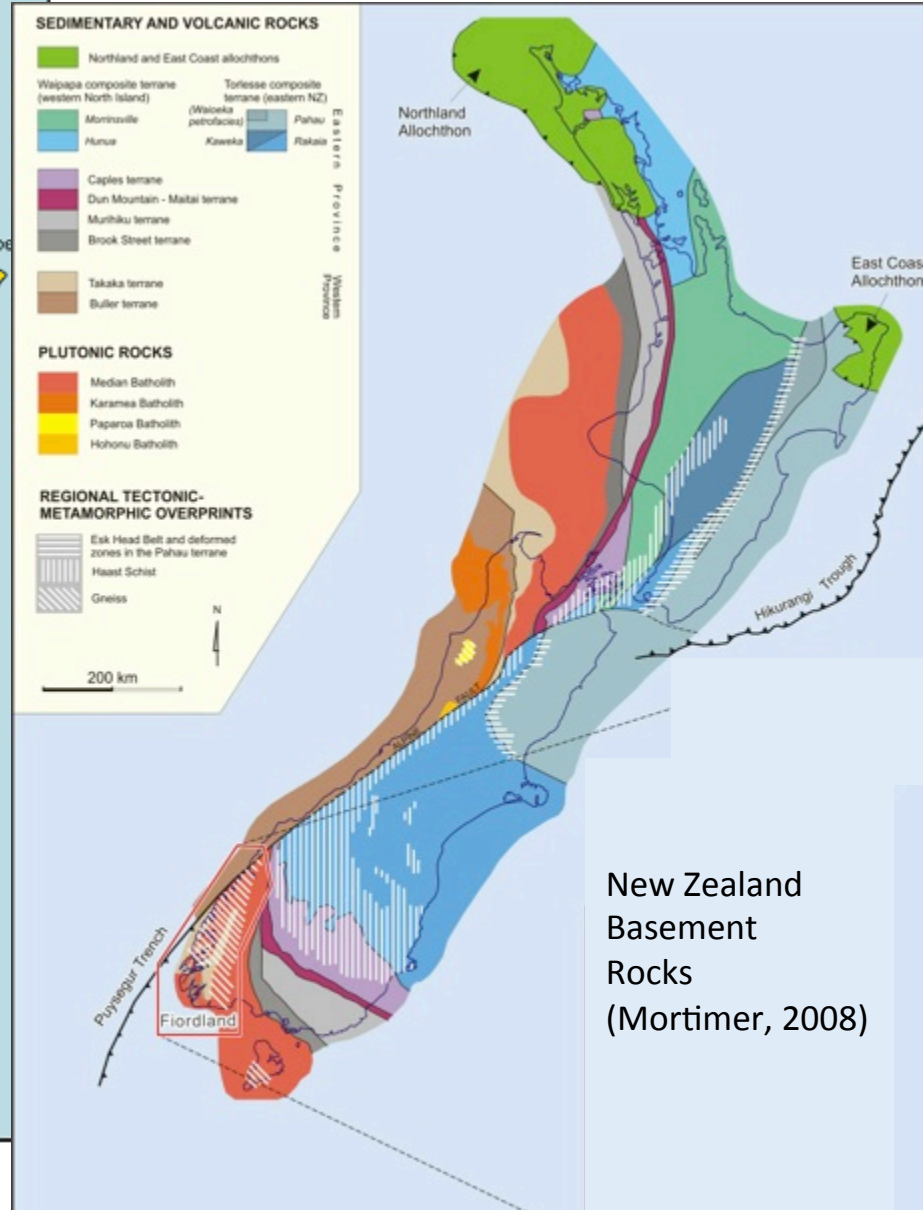 SEDIMENTARY AND VOLCANIC ROCKS
Northland and East Coast allochthons
Waipapa composite terrane
(western North Island)
Morrinsville
Hunua
Torlesse composite
terrane (eastern NZ)
(Waioeka
petrofacies)
Pahau
Kaweka
Rakaia
Caples terrane
Dun Mountain - Maitai terrane
Murihiku terrane
Brook Street terrane
Eastern Province
Takaka terrane
Buller terrane
Western
Province
PLUTONIC ROCKS
Median Batholith
Karamea Batholith
Paparoa Batholith
Hohonu Batholith
REGIONAL TECTONIC-
METAMORPHIC OVERPRINTS
Esk Head Belt and deformed
zones in the Pahau terrane
Haast Schist
Gneiss
N
200 km
Northland
Allochthon
East Coast
Allochthon
Hikurangi Trough
ALPINE FAULT
Puysegur Trench
Fiordland
New Zealand
Basement
Rocks
(Mortimer, 2008)